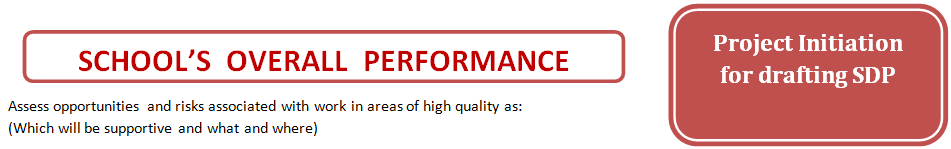 SCHOOL'S OVERALL PERFORMANCE
Assess opportunities and risks associated with work in areas of high quality as:
(Which will be supportive and what and where)
Project Initiation
for drafting SDP